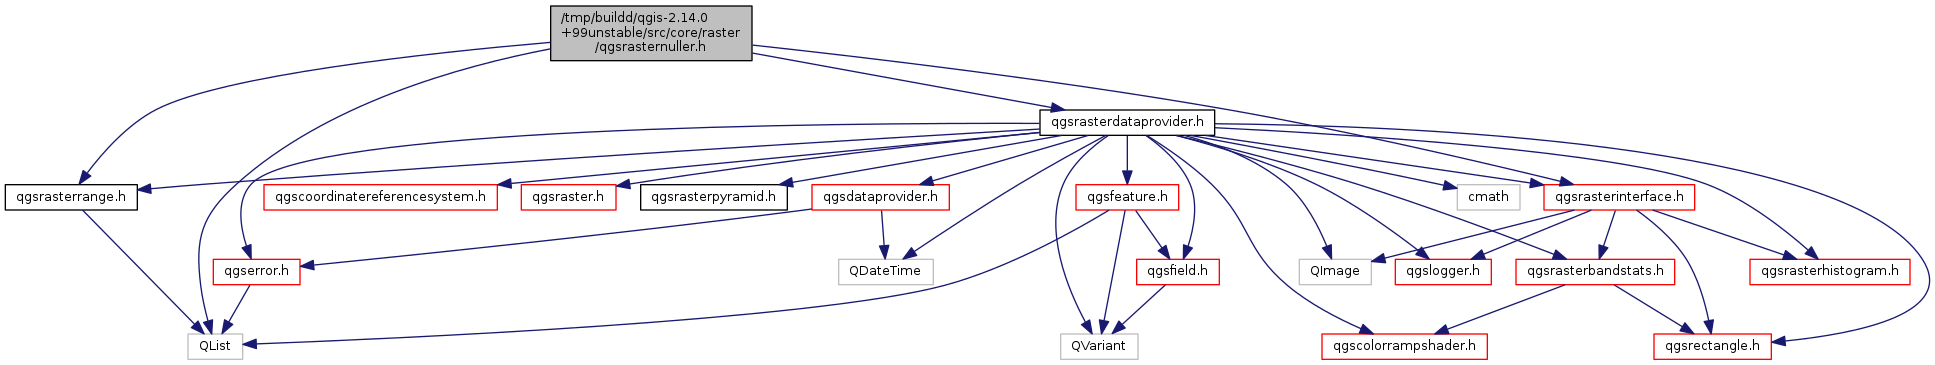 /tmp/buildd/qgis-2.14.0
+99unstable/src/core/raster
/qgsrasternuller.h
qgsrasterdataprovider.h
qgsrasterrange.h
qgscoordinatereferencesystem.h
qgsraster.h
qgsrasterpyramid.h
qgsdataprovider.h
qgsfeature.h
cmath
qgsrasterinterface.h
qgserror.h
QDateTime
qgsfield.h
QImage
qgslogger.h
qgsrasterbandstats.h
qgsrasterhistogram.h
QList
QVariant
qgscolorrampshader.h
qgsrectangle.h